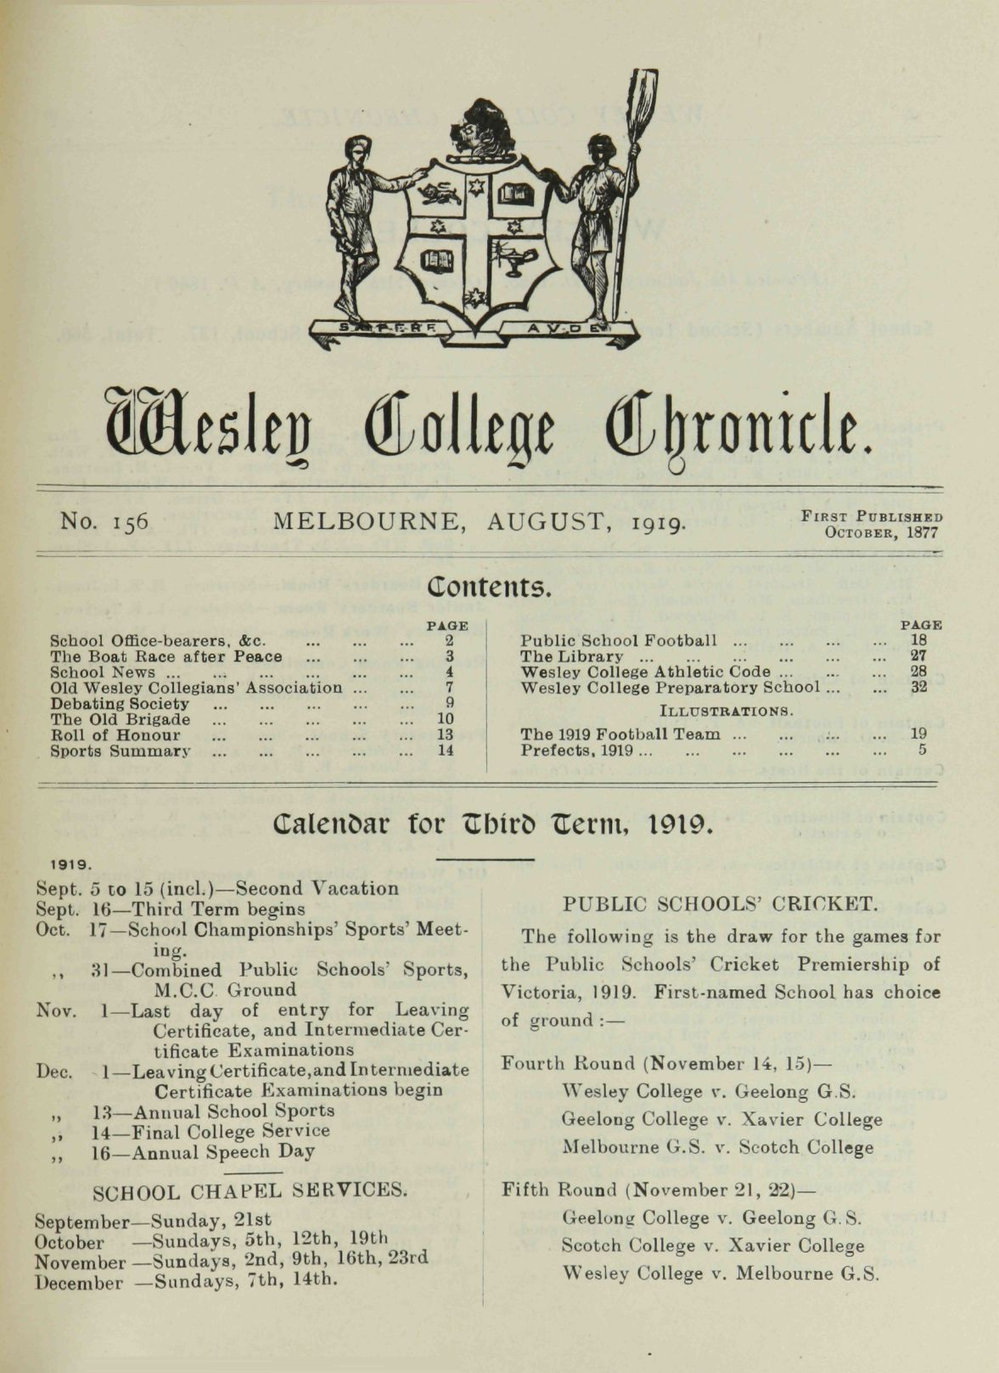 SAPERE AVDE
Wesley College Chronicle.
No. 156
MELBOURNE, AUGUST, 1919.
First Published
October, 1877
Contents.
PAGE
School Office-bearers, &c. ... ... ... 2
The Boat Race after Peace ... ... ... 3
School News ... ... ... ... ... ... 4
Old Wesley Collegians' Association ... ... 7
Debating Society ... ... ... ... ... 9
The Old Brigade ... ... ... ... ... 10
Roll of Honour ... ... ... ... ... 13
Sports Summary ... ... ... ... ... 14
PAGE
Public School Football ... ... ... ... 18
The Library ... ... ... ... ... ... 27
Wesley College Athletic Code ... ... ... 28
Wesley College Preparatory School ... ... 32
Illustrations.
The 1919 Football Team ... ... ... ... 19
Prefects, 1919 ... ... ... ... ... ... 5
Calendar for Third Term, 1919.
1919.
Sept. 5 to 15 (incl.)—Second Vacation
Sept. 16—Third Term begins
Oct. 17—School Championships' Sports' Meet-
ing.
,, 31—Combined Public Schools' Sports,
M.C.C. Ground
Nov. 1—Last day of entry for Leaving
Certificate, and Intermediate Cer-
tificate Examinations
Dec. 1—Leaving Certificate, and Intermediate
Certificate Examinations begin
,, 13—Annual School Sports
,, 14—Final College Service
,, 16—Annual Speech Day
SCHOOL CHAPEL SERVICES.
September—Sunday, 21st
October —Sundays, 5th, 12th, 19th
November —Sundays, 2nd, 9th, 16th, 23rd
December —Sundays, 7th, 14th.
PUBLIC SCHOOLS' CRICKET.
The following is the draw for the games for
the Public Schools' Cricket Premiership of
Victoria, 1919. First-named School has choice
of ground :—
Fourth Round (November 14, 15)—
Wesley College v. Geelong G.S.
Geelong College v. Xavier College
Melbourne G.S. v. Scotch College
Fifth Round (November 21, 22)—
Geelong College v. Geelong G.S.
Scotch College v. Xavier College
Wesley College v. Melbourne G.S.